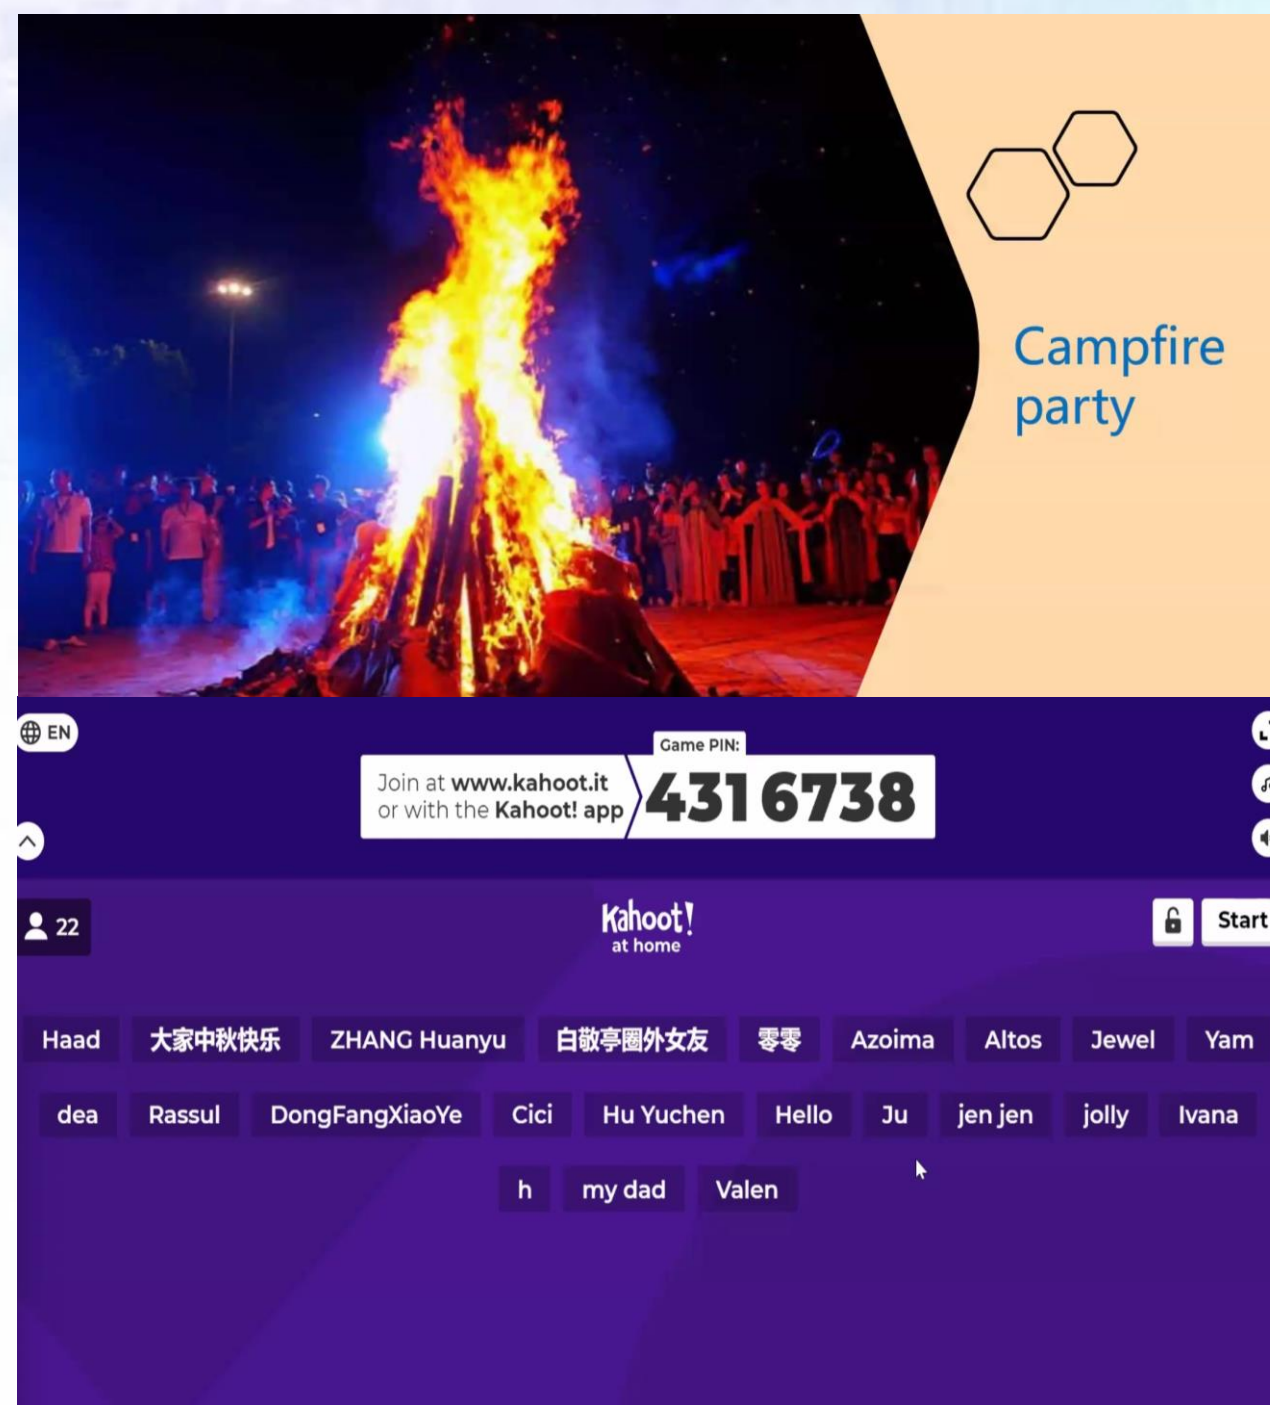 Campfire
party
EN
Game PIN:
Join at www.kahoot.it
or with the Kahoot! app
431 6738
22
Kahoot!
at home
Start
Haad 大家中秋快乐 ZHANG Huanyu 白敬亭圈外女友 零零 Azoima Altos Jewel Yam
dea Rassul DongFangXiaoYe Cici Hu Yuchen Hello Ju jen jen jolly Ivana
h my dad Valen